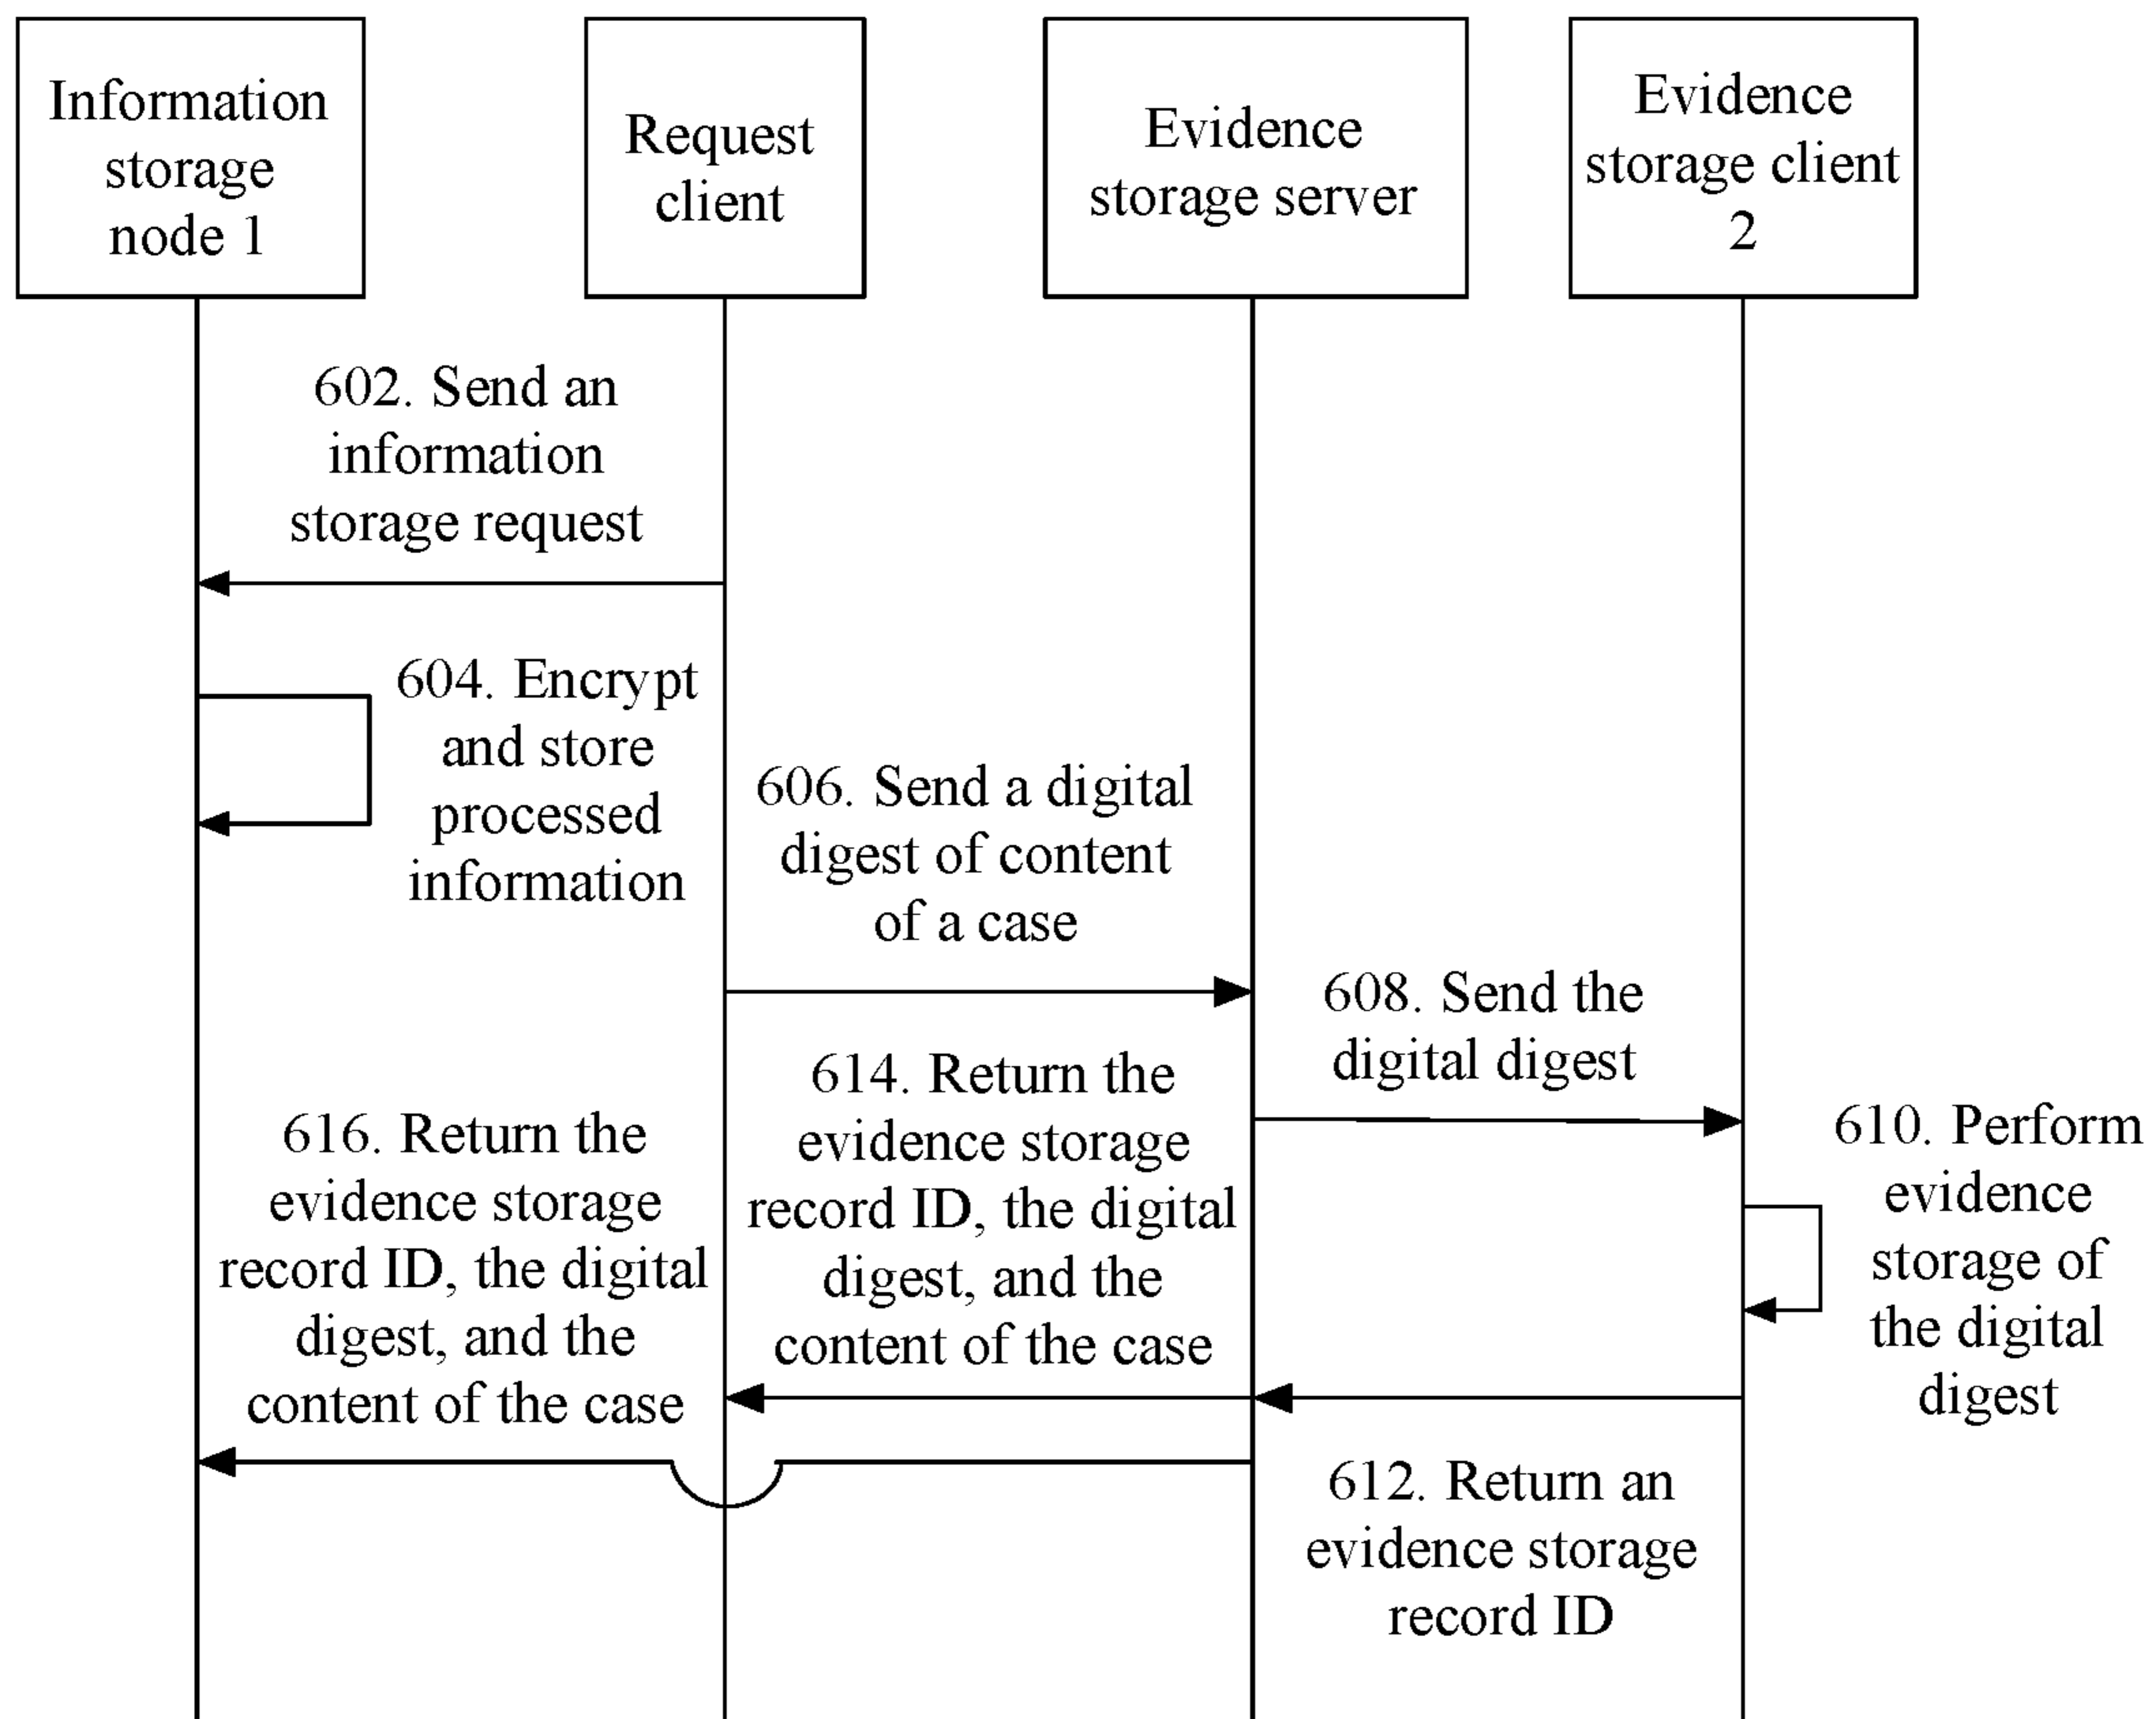 Information
storage
node 1
Request
client
Evidence
storage server
Evidence
storage client
2
602. Send an
information
storage request
604. Encrypt
and store
processed
information
606. Send a digital
digest of content
of a case
608. Send the
digital digest
610. Perform
evidence
storage of
the digital
digest
614. Return the
evidence storage
record ID, the digital
digest, and the
content of the case
616. Return the
evidence storage
record ID, the digital
digest, and the
content of the case
612. Return an
evidence storage
record ID